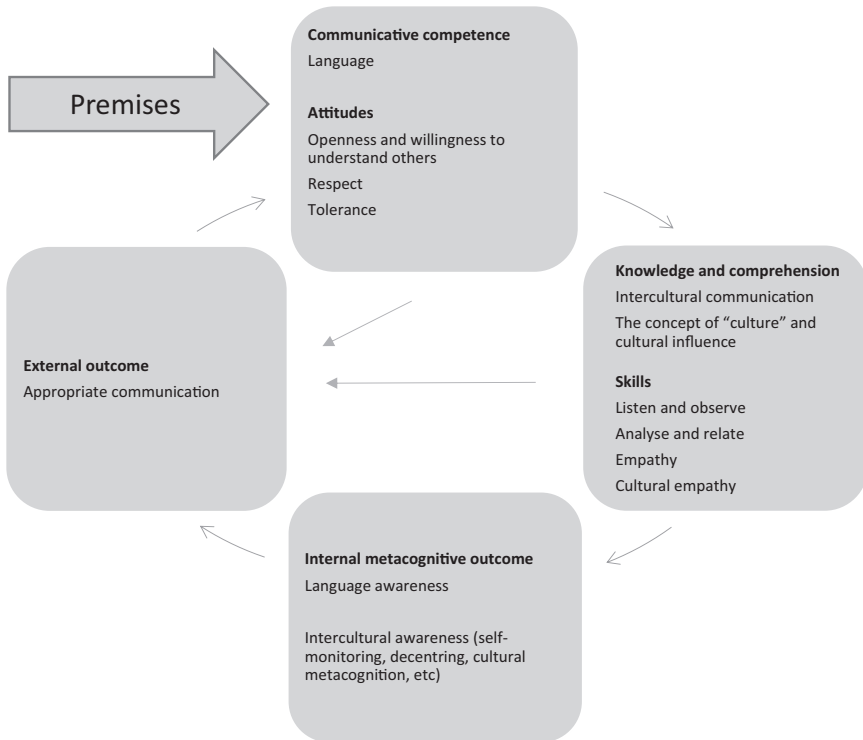 Premises
Communicative competence
Language
Attitudes
Openness and willingness to
understand others
Respect
Tolerance
Knowledge and comprehension
Intercultural communication
The concept of “culture” and
cultural influence
Skills
Listen and observe
Analyse and relate
Empathy
Cultural empathy
Internal metacognitive outcome
Language awareness
Intercultural awareness (self-
monitoring, decentring, cultural
metacognition, etc)
External outcome
Appropriate communication